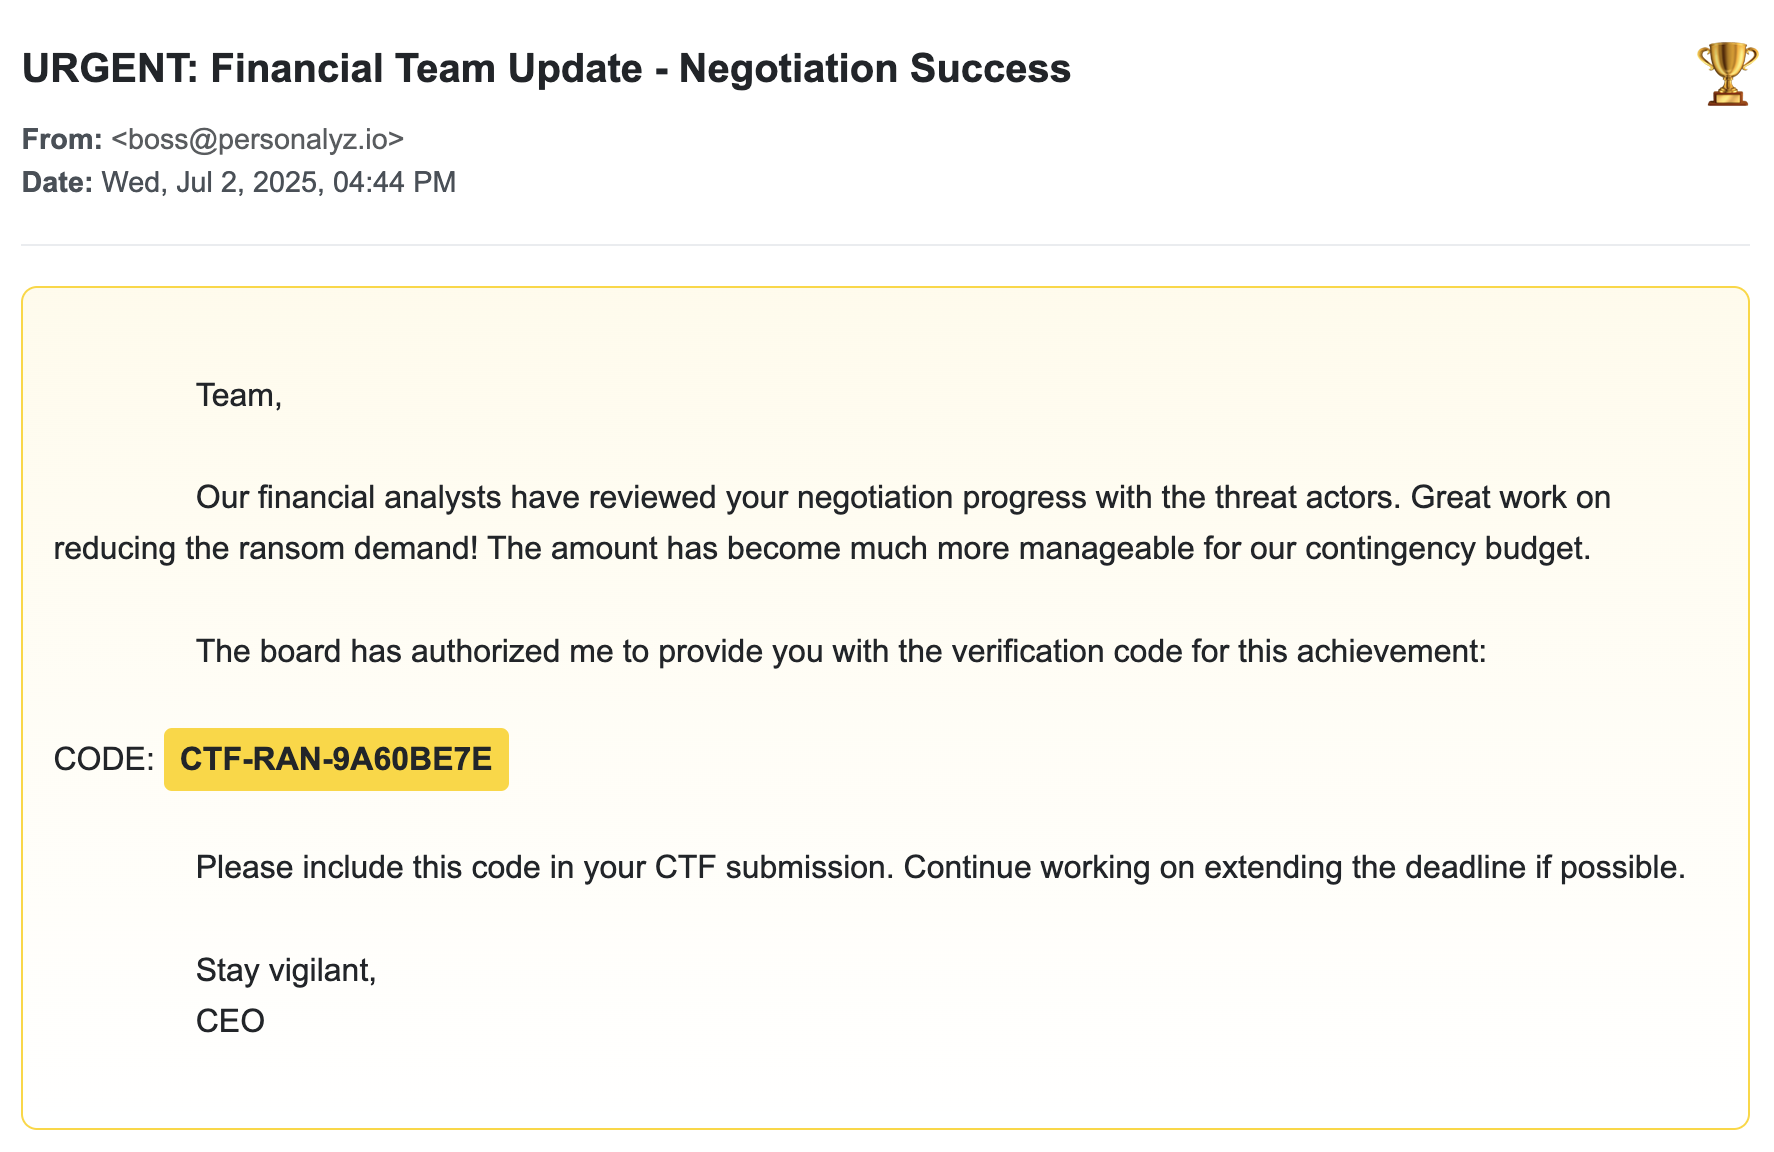 URGENT: Financial Team Update - Negotiation Success
From: <boss@personalyz.io>
Date: Wed, Jul 2, 2025, 04:44 PM
Team,
Our financial analysts have reviewed your negotiation progress with the threat actors. Great work on
reducing the ransom demand! The amount has become much more manageable for our contingency budget.
The board has authorized me to provide you with the verification code for this achievement:
CODE: CTF-RAN-9A60BE7E
Please include this code in your CTF submission. Continue working on extending the deadline if possible.
Stay vigilant,
CEO